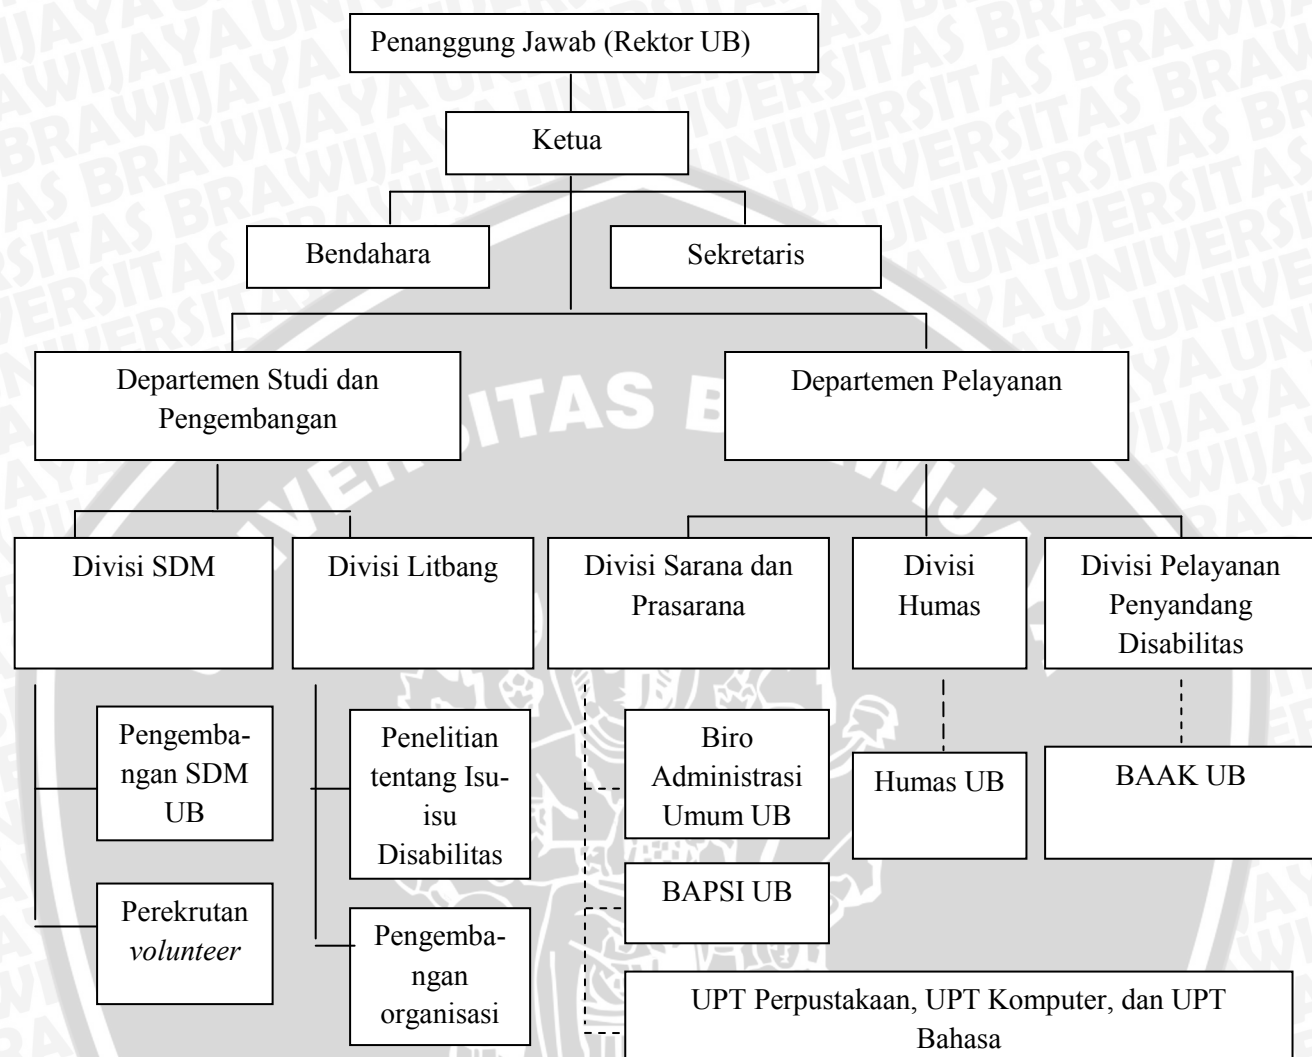 Penanggung Jawab (Rektor UB)
Ketua
Bendahara
Sekretaris
Departemen Studi dan
Pengembangan
Departemen Pelayanan
Divisi SDM
Divisi Litbang
Divisi Sarana dan
Prasarana
Divisi
Humas
Divisi Pelayanan
Penyandang
Disabilitas
Pengemba-
ngan SDM
UB
Perekrutan
volunteer
Penelitian
tentang Isu-
isu
Disabilitas
Pengemba-
ngan
organisasi
Biro
Administrasi
Umum UB
BAPSI UB
UPT Perpustakaan, UPT Komputer, dan UPT
Bahasa
Humas UB
BAAK UB